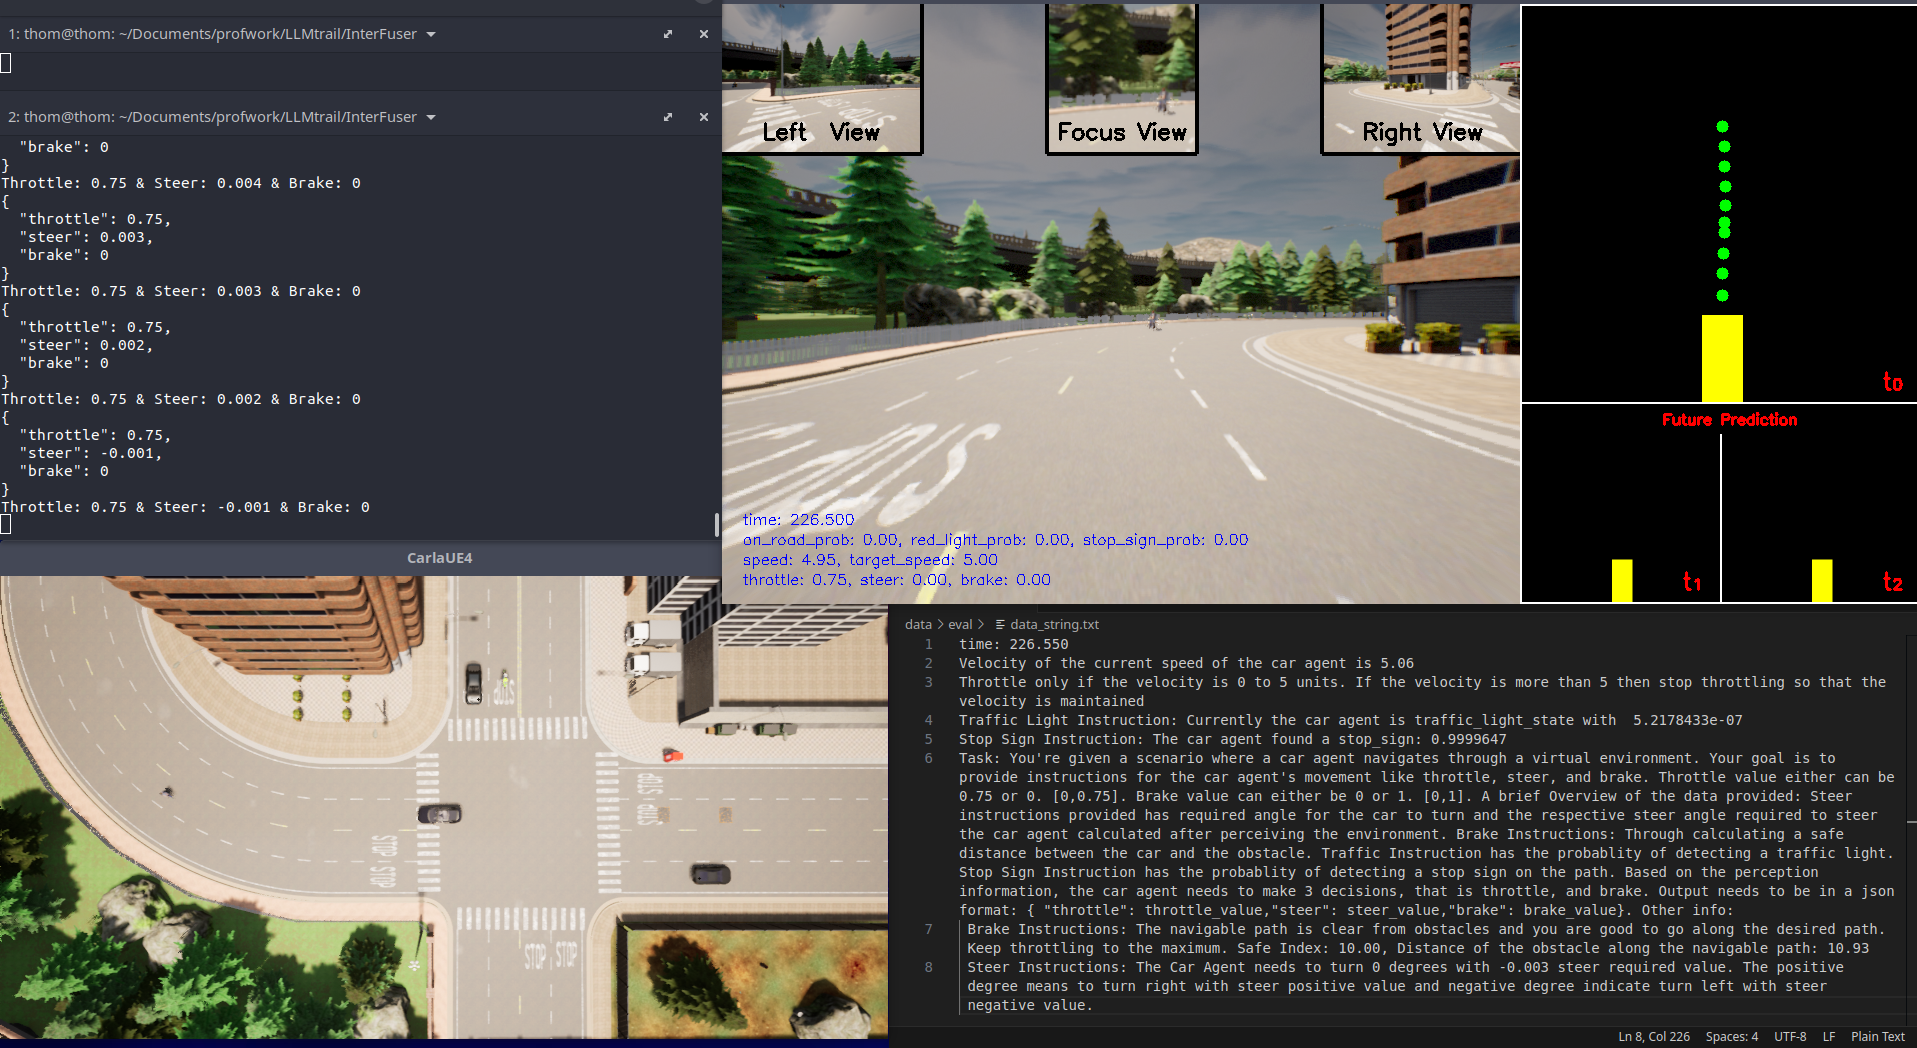 1: thom@thom: ~/Documents/profwork/LLMtrail/InterFuser
2: thom@thom: ~/Documents/profwork/LLMtrail/InterFuser
"brake": 0
}
Throttle: 0.75 & Steer: 0.004 & Brake: 0
{
"throttle": 0.75,
"steer": 0.003,
"brake": 0
}
Throttle: 0.75 & Steer: 0.003 & Brake: 0
{
"throttle": 0.75,
"steer": 0.002,
"brake": 0
}
Throttle: 0.75 & Steer: 0.002 & Brake: 0
{
"throttle": 0.75,
"steer": -0.001,
"brake": 0
}
Throttle: 0.75 & Steer: -0.001 & Brake: 0
CarlaUE4
STOP
STOP STOP
STOP
STOP STOP
STOP STOP
Left View
Focus View
Right View
time: 226.500
on_road_prob: 0.00, red_light_prob: 0.00, stop_sign_prob: 0.00
speed: 4.95, target_speed: 5.00
throttle: 0.75, steer: 0.00, brake: 0.00
t0
Future Prediction
t1
t2
data > eval > data_string.txt
1 time: 226.550
2 Velocity of the current speed of the car agent is 5.06
3 Throttle only if the velocity is 0 to 5 units. If the velocity is more than 5 then stop throttling so that the
velocity is maintained
4 Traffic Light Instruction: Currently the car agent is traffic_light_state with  5.2178433e-07
5 Stop Sign Instruction: The car agent found a stop_sign: 0.9999647
6 Task: You're given a scenario where a car agent navigates through a virtual environment. Your goal is to
provide instructions for the car agent's movement like throttle, steer, and brake. Throttle value either can be
0.75 or 0. [0,0.75]. Brake value can either be 0 or 1. [0,1]. A brief Overview of the data provided: Steer
instructions provided has required angle for the car to turn and the respective steer angle required to steer
the car agent calculated after perceiving the environment. Brake Instructions: Through calculating a safe
distance between the car and the obstacle. Traffic Instruction has the probablity of detecting a traffic light.
Stop Sign Instruction has the probablity of detecting a stop sign on the path. Based on the perception
information, the car agent needs to make 3 decisions, that is throttle, and brake. Output needs to be in a json
format: { "throttle": throttle_value,"steer": steer_value,"brake": brake_value}. Other info:
7 Brake Instructions: The navigable path is clear from obstacles and you are good to go along the desired path.
Keep throttling to the maximum. Safe Index: 10.00, Distance of the obstacle along the navigable path: 10.93
8 Steer Instructions: The Car Agent needs to turn 0 degrees with -0.003 steer required value. The positive
degree means to turn right with steer positive value and negative degree indicate turn left with steer
negative value.
Ln 8, Col 226 Spaces: 4 UTF-8 LF Plain Text